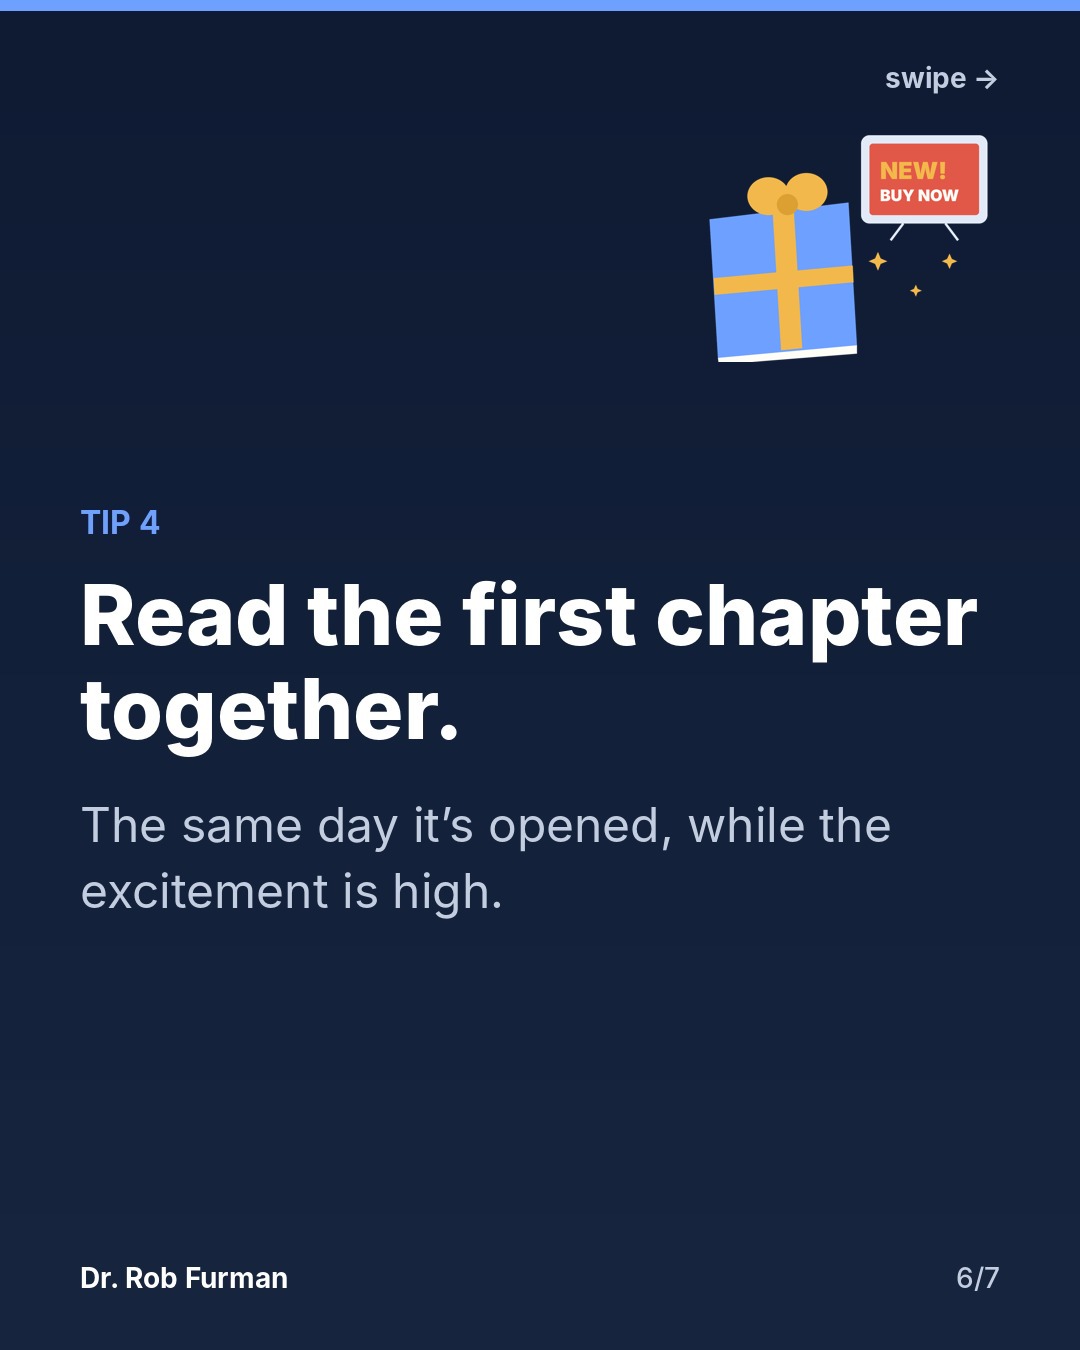 swipe →
NEW!
BUY NOW
TIP 4
Read the first chapter
together.
The same day it’s opened, while the
excitement is high.
Dr. Rob Furman
6/7